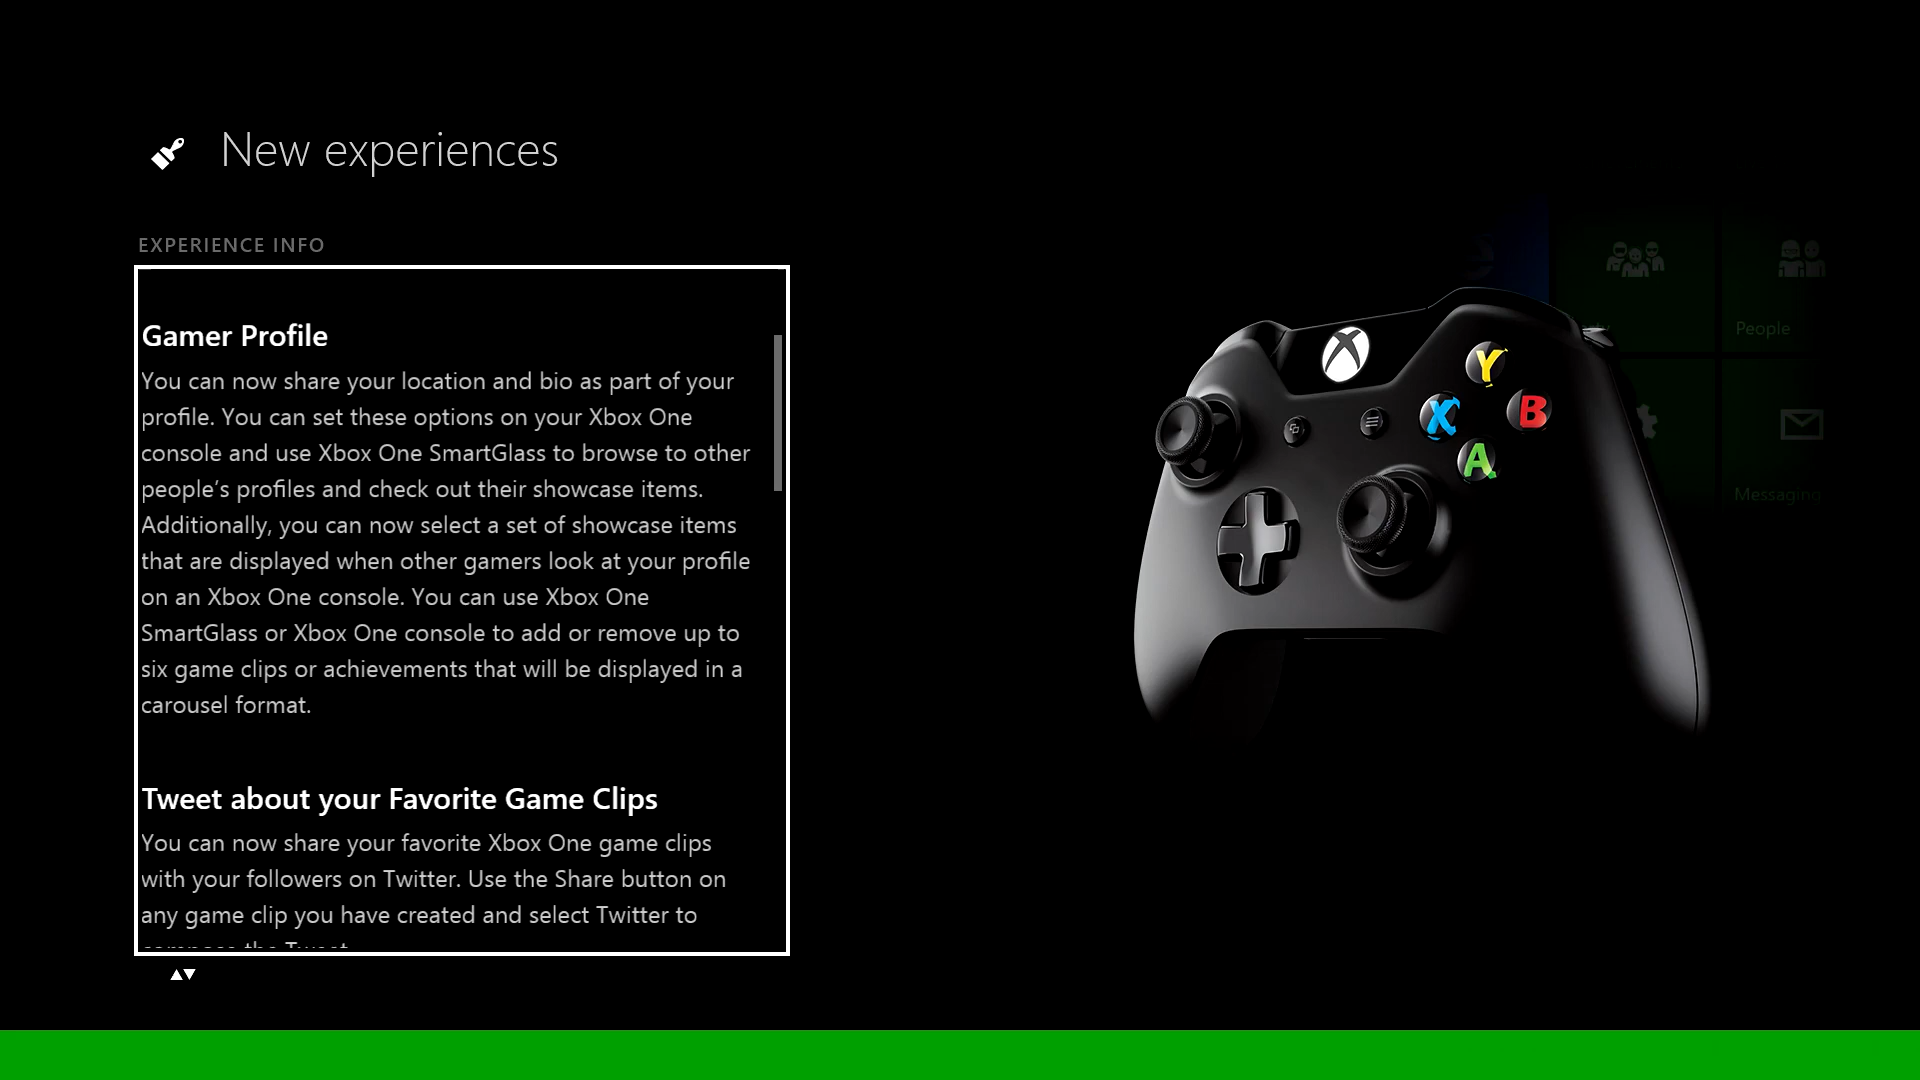 New experiences
EXPERIENCE INFO
Gamer Profile
You can now share your location and bio as part of your
profile. You can set these options on your Xbox One
console and use Xbox One SmartGlass to browse to other
people's profiles and check out their showcase items.
Additionally, you can now select a set of showcase items
that are displayed when other gamers look at your profile
on an Xbox One console. You can use Xbox One
SmartGlass or Xbox One console to add or remove up to
six game clips or achievements that will be displayed in a
carousel format.
Tweet about your Favorite Game Clips
You can now share your favorite Xbox One game clips
with your followers on Twitter. Use the Share button on
any game clip you have created and select Twitter to
compose the Tweet.
People
Y
X
B
A
Messaging